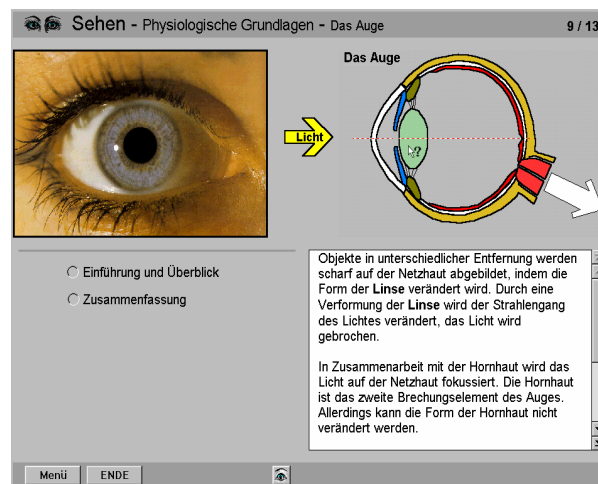 Sehen - Physiologische Grundlagen - Das Auge
9 / 13
Das Auge
Licht
?
Einführung und Überblick
Zusammenfassung
Objekte in unterschiedlicher Entfernung werden
scharf auf der Netzhaut abgebildet, indem die
Form der Linse verändert wird. Durch eine
Verformung der Linse wird der Strahlengang
des Lichtes verändert, das Licht wird
gebrochen.
In Zusammenarbeit mit der Hornhaut wird das
Licht auf der Netzhaut fokussiert. Die Hornhaut
ist das zweite Brechungselement des Auges.
Allerdings kann die Form der Hornhaut nicht
verändert werden.
Menü
ENDE